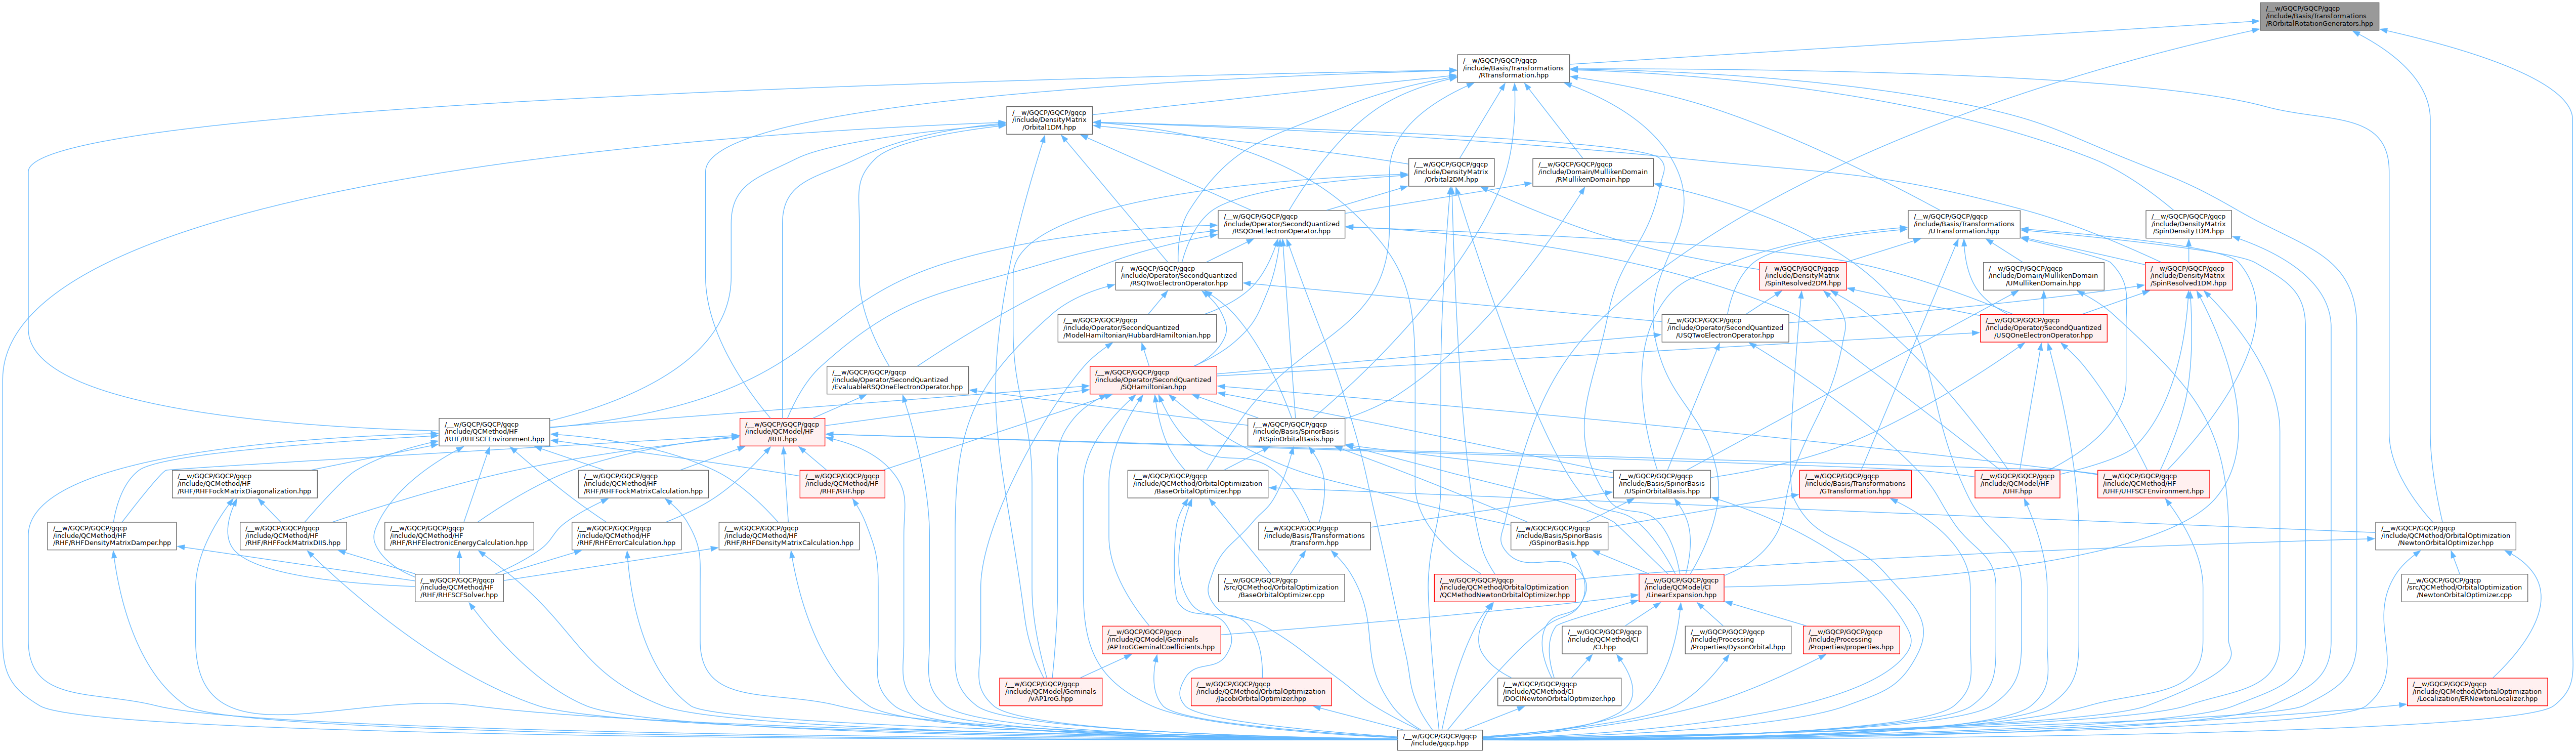 /__w/GQCP/GQCP/gqcp
/include/Basis/Transformations
/ROrbitalRotationGenerators.hpp
/__w/GQCP/GQCP/gqcp
/include/Basis/Transformations
/RTransformation.hpp
/__w/GQCP/GQCP/gqcp
/include/DensityMatrix
/Orbital1DM.hpp
/__w/GQCP/GQCP/gqcp
/include/DensityMatrix
/Orbital2DM.hpp
/__w/GQCP/GQCP/gqcp
/include/Domain/MullikenDomain
/RMullikenDomain.hpp
/__w/GQCP/GQCP/gqcp
/include/Operator/SecondQuantized
/RSQOneElectronOperator.hpp
/__w/GQCP/GQCP/gqcp
/include/Basis/Transformations
/UTransformation.hpp
/__w/GQCP/GQCP/gqcp
/include/DensityMatrix
/SpinDensity1DM.hpp
/__w/GQCP/GQCP/gqcp
/include/Operator/SecondQuantized
/RSQTwoElectronOperator.hpp
/__w/GQCP/GQCP/gqcp
/include/DensityMatrix
/SpinResolved2DM.hpp
/__w/GQCP/GQCP/gqcp
/include/Domain/MullikenDomain
/UMullikenDomain.hpp
/__w/GQCP/GQCP/gqcp
/include/DensityMatrix
/SpinResolved1DM.hpp
/__w/GQCP/GQCP/gqcp
/include/Operator/SecondQuantized
/ModelHamiltonian/HubbardHamiltonian.hpp
/__w/GQCP/GQCP/gqcp
/include/Operator/SecondQuantized
/USQTwoElectronOperator.hpp
/__w/GQCP/GQCP/gqcp
/include/Operator/SecondQuantized
/USQOneElectronOperator.hpp
/__w/GQCP/GQCP/gqcp
/include/Operator/SecondQuantized
/EvaluableRSQOneElectronOperator.hpp
/__w/GQCP/GQCP/gqcp
/include/Operator/SecondQuantized
/SQHamiltonian.hpp
/__w/GQCP/GQCP/gqcp
/include/QCMethod/HF
/RHF/RHFSCFEnvironment.hpp
/__w/GQCP/GQCP/gqcp
/include/QCModel/HF
/RHF.hpp
/__w/GQCP/GQCP/gqcp
/include/Basis/SpinorBasis
/RSpinOrbitalBasis.hpp
/__w/GQCP/GQCP/gqcp
/include/QCMethod/HF
/RHF/RHFFockMatrixDiagonalization.hpp
/__w/GQCP/GQCP/gqcp
/include/QCMethod/HF
/RHF/RHFFockMatrixCalculation.hpp
/__w/GQCP/GQCP/gqcp
/include/QCMethod/HF
/RHF/RHF.hpp
/__w/GQCP/GQCP/gqcp
/include/QCMethod/OrbitalOptimization
/BaseOrbitalOptimizer.hpp
/__w/GQCP/GQCP/gqcp
/include/Basis/SpinorBasis
/USpinOrbitalBasis.hpp
/__w/GQCP/GQCP/gqcp
/include/Basis/Transformations
/GTransformation.hpp
/__w/GQCP/GQCP/gqcp
/include/QCModel/HF
/UHF.hpp
/__w/GQCP/GQCP/gqcp
/include/QCMethod/HF
/UHF/UHFSCFEnvironment.hpp
/__w/GQCP/GQCP/gqcp
/include/QCMethod/HF
/RHF/RHFDensityMatrixDamper.hpp
/__w/GQCP/GQCP/gqcp
/include/QCMethod/HF
/RHF/RHFFockMatrixDIIS.hpp
/__w/GQCP/GQCP/gqcp
/include/QCMethod/HF
/RHF/RHFElectronicEnergyCalculation.hpp
/__w/GQCP/GQCP/gqcp
/include/QCMethod/HF
/RHF/RHFErrorCalculation.hpp
/__w/GQCP/GQCP/gqcp
/include/QCMethod/HF
/RHF/RHFDensityMatrixCalculation.hpp
/__w/GQCP/GQCP/gqcp
/include/Basis/Transformations
/transform.hpp
/__w/GQCP/GQCP/gqcp
/include/Basis/SpinorBasis
/GSpinorBasis.hpp
/__w/GQCP/GQCP/gqcp
/include/QCMethod/OrbitalOptimization
/NewtonOrbitalOptimizer.hpp
/__w/GQCP/GQCP/gqcp
/include/QCMethod/HF
/RHF/RHFSCFSolver.hpp
/__w/GQCP/GQCP/gqcp
/src/QCMethod/OrbitalOptimization
/BaseOrbitalOptimizer.cpp
/__w/GQCP/GQCP/gqcp
/include/QCMethod/OrbitalOptimization
/QCMethodNewtonOrbitalOptimizer.hpp
/__w/GQCP/GQCP/gqcp
/include/QCModel/CI
/LinearExpansion.hpp
/__w/GQCP/GQCP/gqcp
/src/QCMethod/OrbitalOptimization
/NewtonOrbitalOptimizer.cpp
/__w/GQCP/GQCP/gqcp
/include/QCModel/Geminals
/AP1roGGeminalCoefficients.hpp
/__w/GQCP/GQCP/gqcp
/include/QCMethod/CI
/CI.hpp
/__w/GQCP/GQCP/gqcp
/include/Processing
/Properties/DysonOrbital.hpp
/__w/GQCP/GQCP/gqcp
/include/Processing
/Properties/properties.hpp
/__w/GQCP/GQCP/gqcp
/include/QCModel/Geminals
/vAP1roG.hpp
/__w/GQCP/GQCP/gqcp
/include/QCMethod/OrbitalOptimization
/JacobiOrbitalOptimizer.hpp
/__w/GQCP/GQCP/gqcp
/include/QCMethod/CI
/DOCINewtonOrbitalOptimizer.hpp
/__w/GQCP/GQCP/gqcp
/include/QCMethod/OrbitalOptimization
/Localization/ERNewtonLocalizer.hpp
/__w/GQCP/GQCP/gqcp
/include/gqcp.hpp